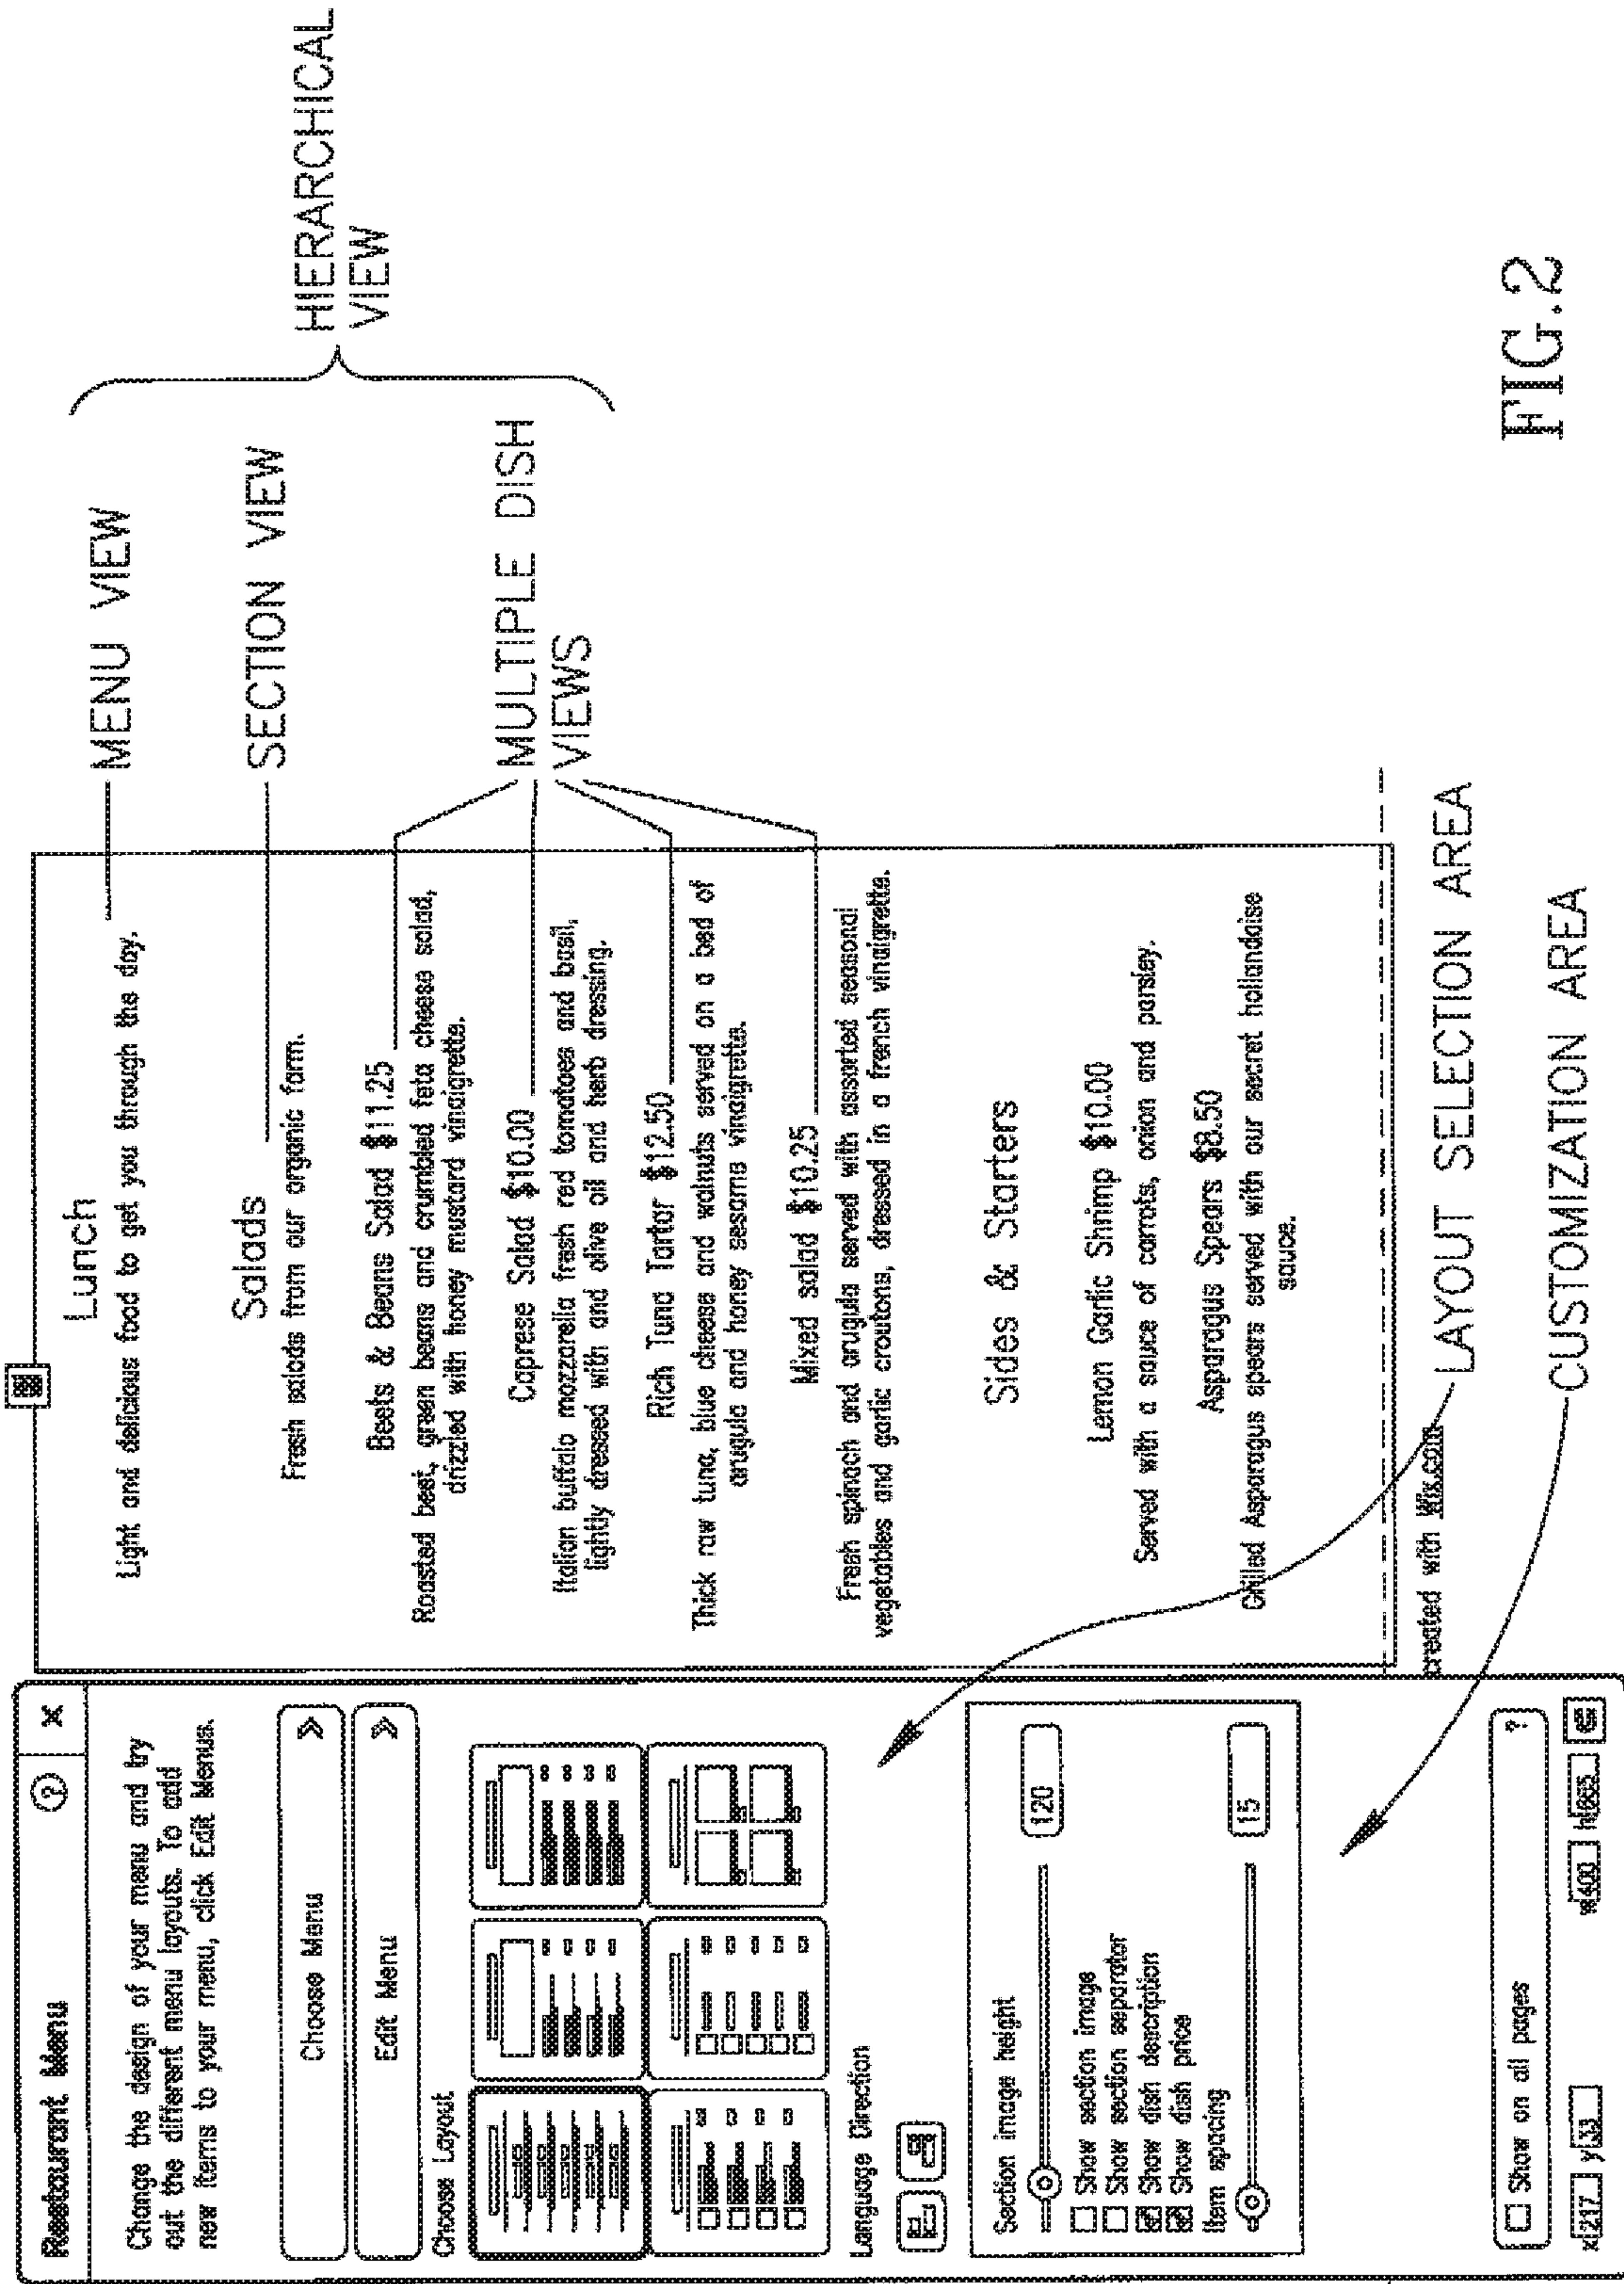 Restaurant Menu ? x
Change the design of your menu and try
out the different menu layouts. To add
new items to your menu, click Edit Menus.
Choose Menu »
Edit Menu »
Choose Layout
Language Direction
Section image height
120
Show section image
Show section separator
Show dish description
Show dish price
Item spacing
15
Show on all pages ?
x 217 y 33 w 400 h 865
Lunch
Light and delicious food to get you through the day.
Salads
Fresh salads from our organic farm.
Beets & Beans Salad $11.25
Roasted beet, green beans and crumbled feta cheese salad,
drizzled with honey mustard vinaigrette.
Caprese Salad $10.00
Italian buffalo mozzarella fresh red tomatoes and basil,
lightly dressed with and olive oil and herb dressing.
Rich Tuna Tartar $12.50
Thick raw tuna, blue cheese and walnuts served on a bed of
arugula and honey sesame vinaigrette.
Mixed salad $10.25
Fresh spinach and arugula served with assorted seasonal
vegetables and garlic croutons, dressed in a french vinaigrette.
Sides & Starters
Lemon Garlic Shrimp $10.00
Served with a sauce of carrots, onion and parsley.
Asparagus Spears $8.50
Grilled Asparagus spears served with our secret hollandaise
sauce.
created with Wix.com
MENU VIEW
SECTION VIEW
MULTIPLE DISH
VIEWS
HIERARCHICAL
VIEW
LAYOUT SELECTION AREA
CUSTOMIZATION AREA
FIG.2